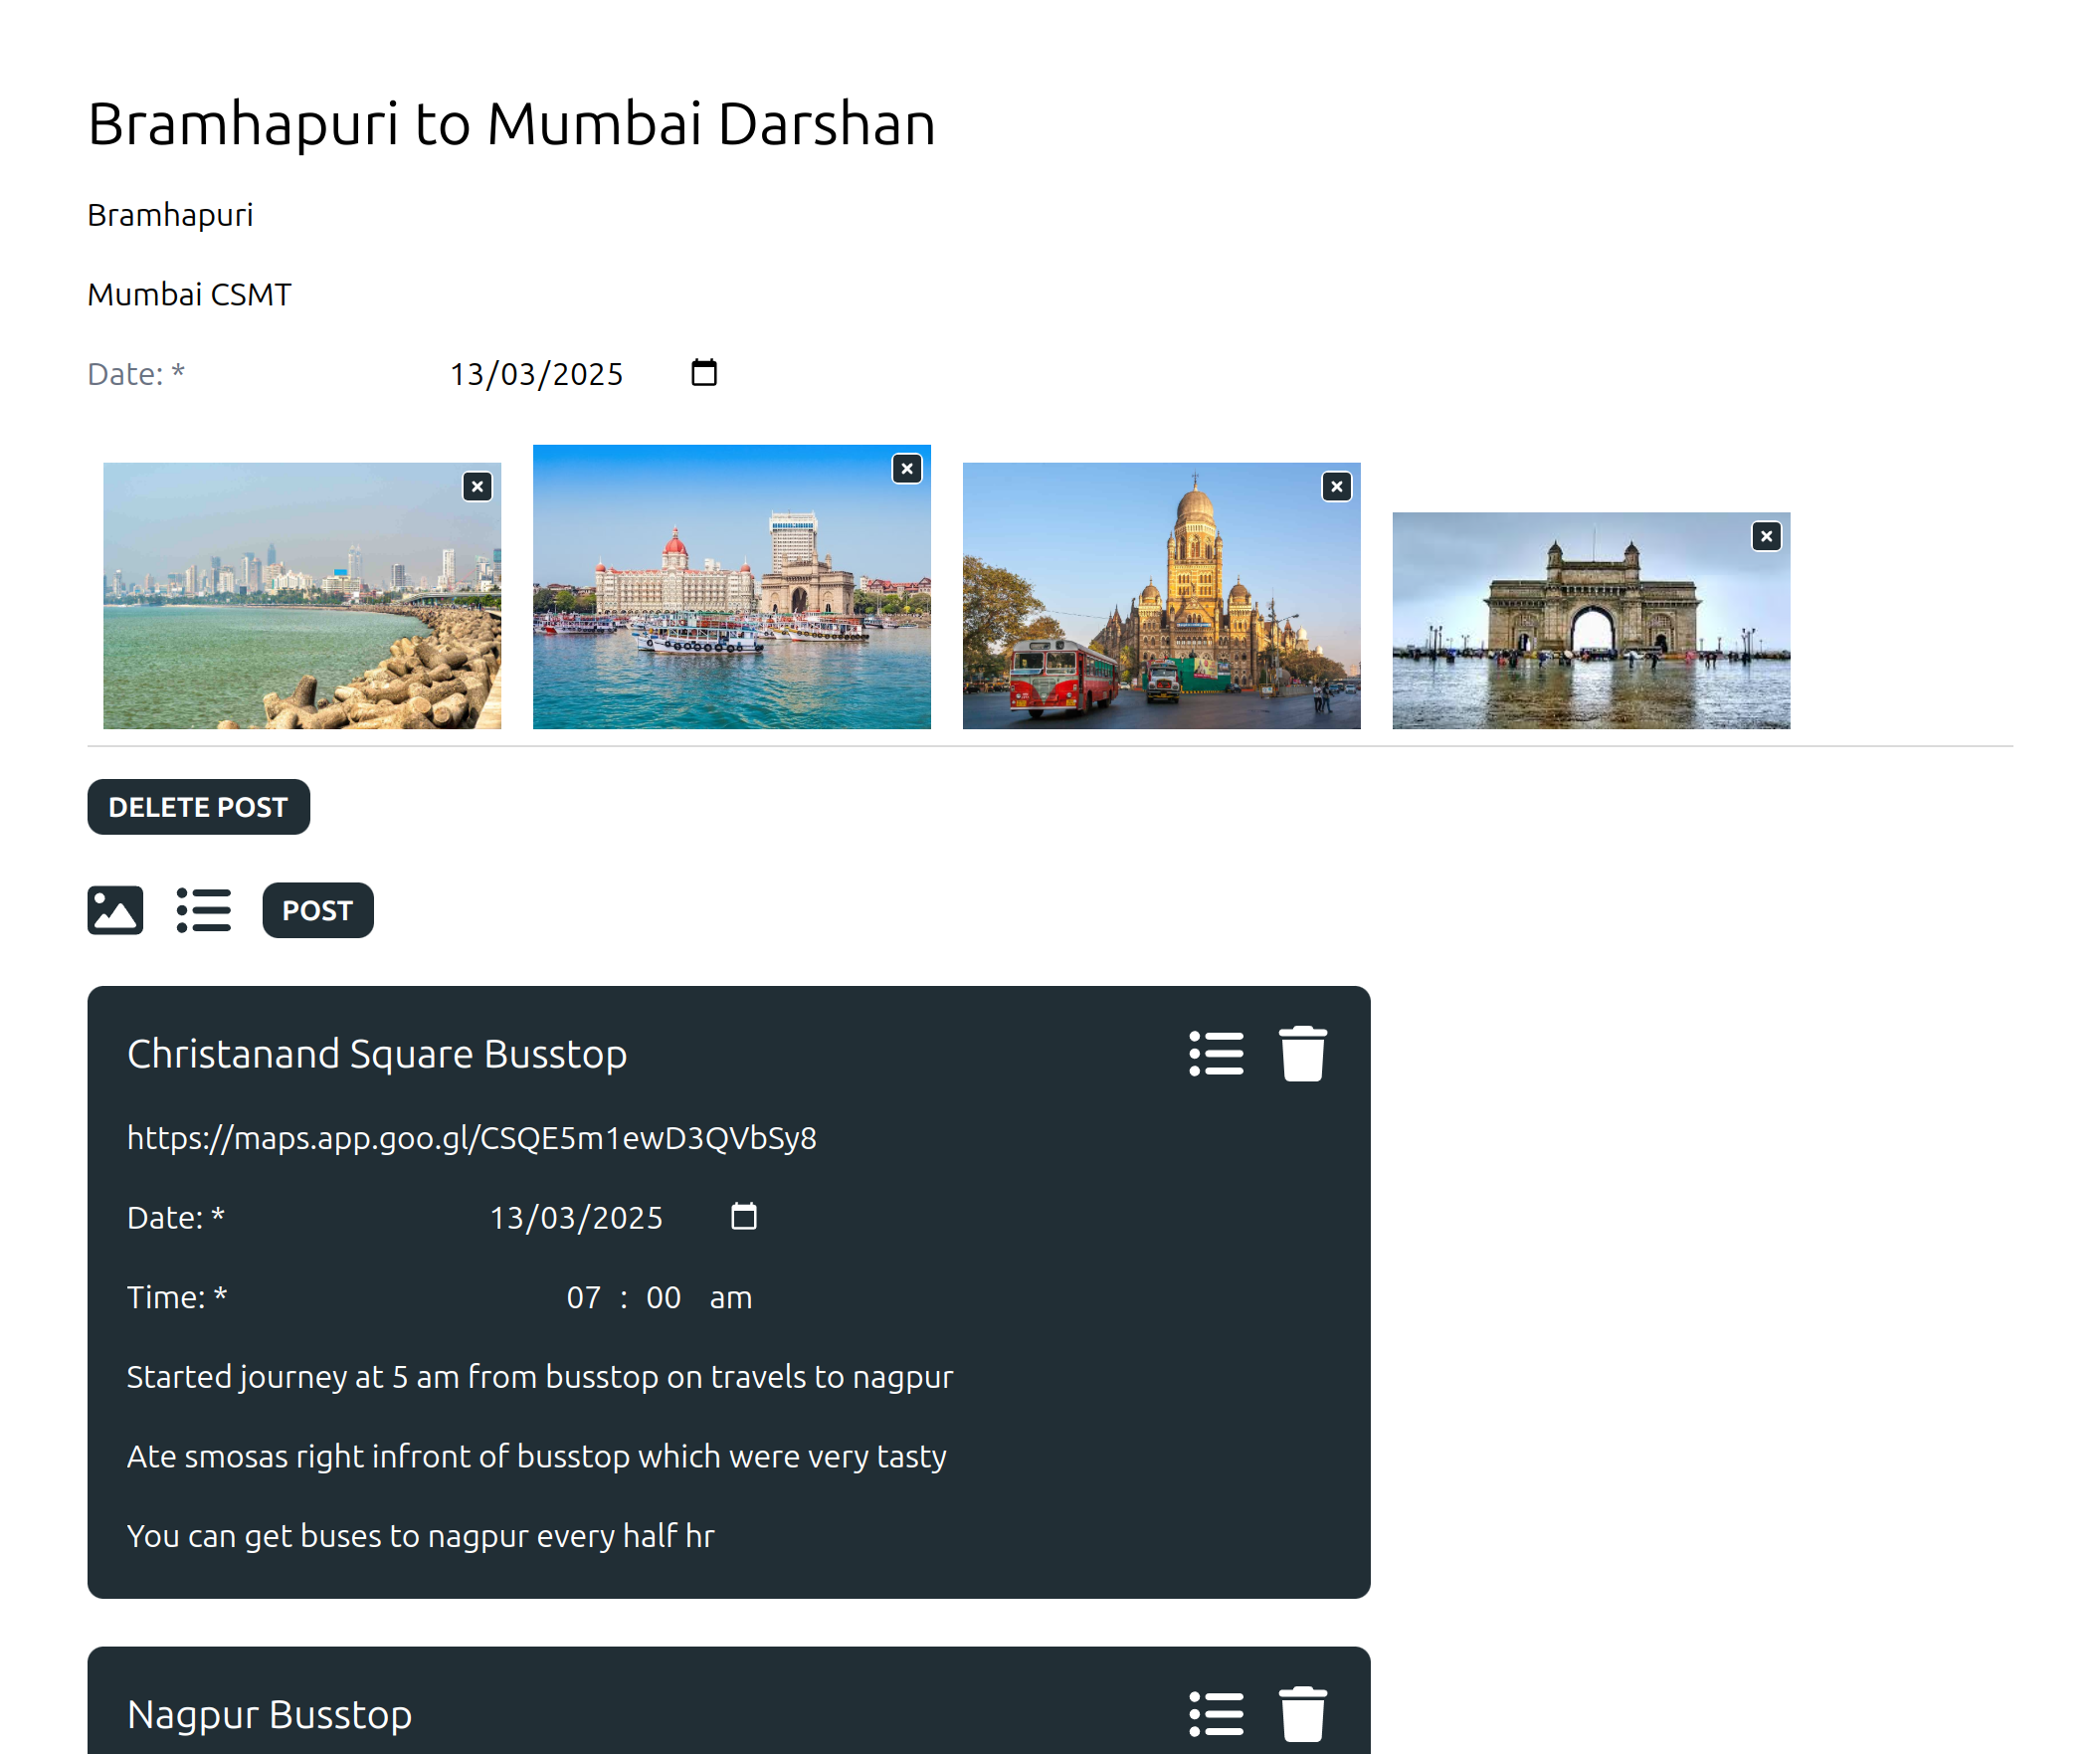 Bramhapuri to Mumbai Darshan
Bramhapuri
Mumbai CSMT
Date: * 13/03/2025
DELETE POST
POST
Christanand Square Busstop
https://maps.app.goo.gl/CSQE5m1ewD3QVbSy8
Date: * 13/03/2025
Time: * 07 : 00 am
Started journey at 5 am from busstop on travels to nagpur
Ate smosas right infront of busstop which were very tasty
You can get buses to nagpur every half hr
Nagpur Busstop